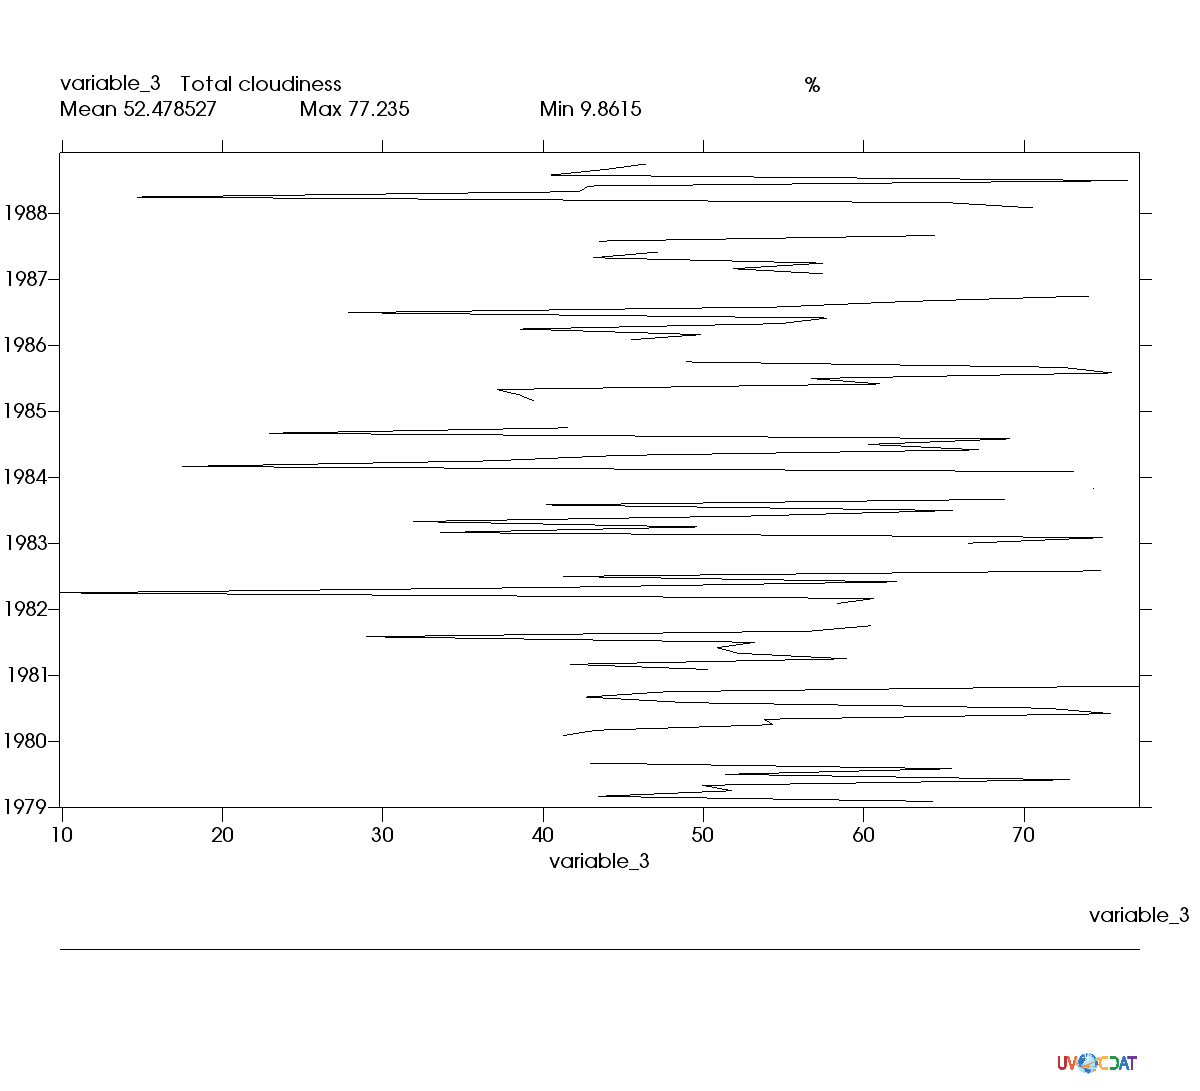 variable_3 Total cloudiness %
Mean 52.478527 Max 77.235 Min 9.8615
1988
1987
1986
1985
1984
1983
1982
1981
1980
1979
10 20 30 40 50 60 70
variable_3
variable_3
UV CDAT